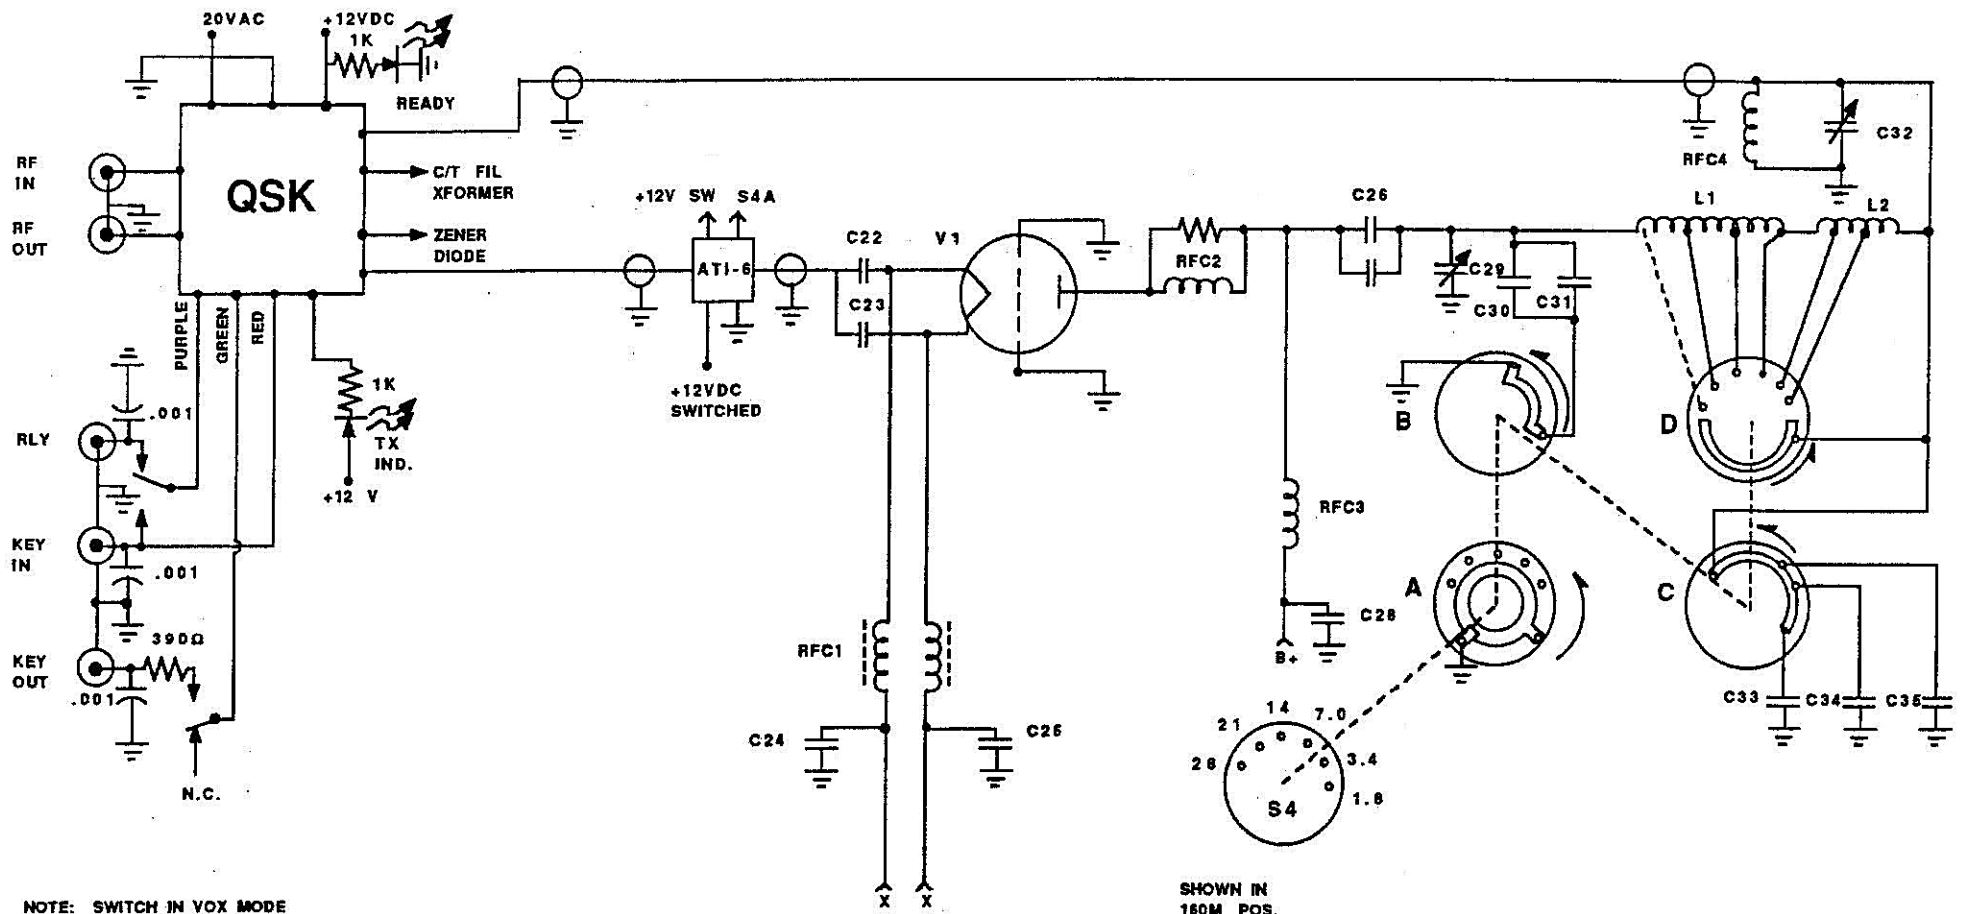 20VAC
+12VDC
1K
READY
RF
IN
RF
OUT
QSK
C/T FIL
XFORMER
ZENER
DIODE
PURPLE
GREEN
RED
.001
RLY
1K
TX
IND.
+12 V
KEY
IN
.001
390Ω
KEY
OUT
.001
N.C.
NOTE: SWITCH IN VOX MODE
+12V SW
S4A
ATI-6
+12VDC
SWITCHED
C22
C23
V1
RFC1
C24
C25
X
X
RFC2
C26
C29
C30
C31
RFC3
C28
B+
RFC4
C32
L1
L2
B
D
A
C
C33
C34
C35
28
21
14
7.0
3.4
1.8
S4
SHOWN IN
160M POS.